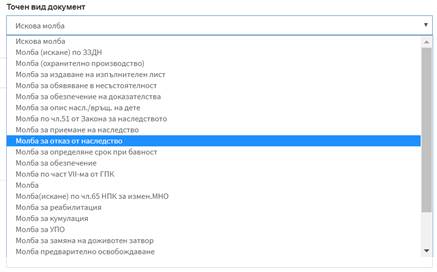 Точен вид документ
Искова молба
Искова молба
Молба (искане) по ЗЗДН
Молба (охранително производство)
Молба за издаване на изпълнителен лист
Молба за обявяване в несъстоятелност
Молба за обезпечение на доказателства
Молба за опис насл./връщ. на дете
Молба по чл.51 от Закона за наследството
Молба за приемане на наследство
Молба за отказ от наследство
Молба за определяне срок при бавност
Молба за обезпечение
Молба по част VII-ма от ГПК
Молба
Молба(искане) по чл.65 НПК за измен.МНО
Молба за реабилитация
Молба за кумулация
Молба за УПО
Молба за замяна на доживотен затвор
Молба предварително освобождаване